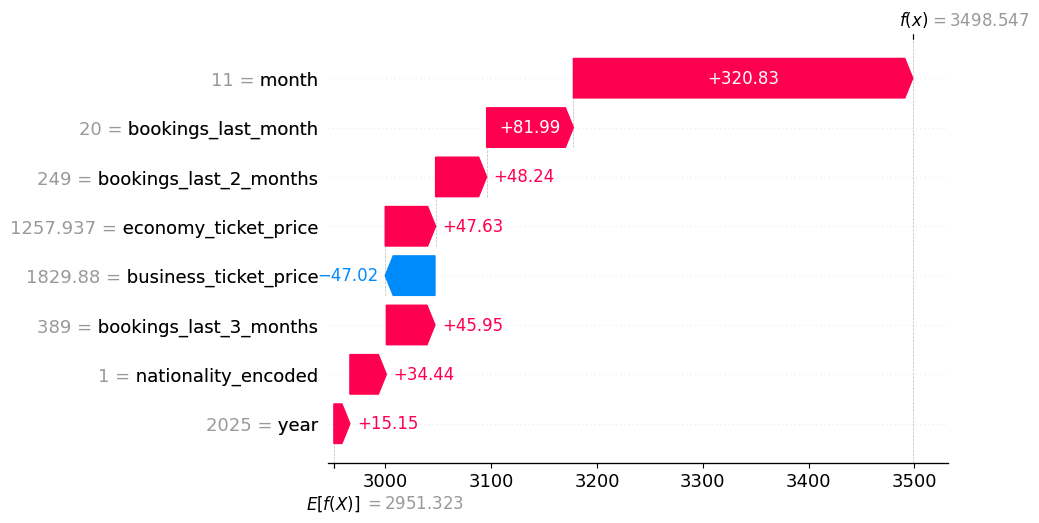 f(x) = 3498.547
11 = month +320.83
20 = bookings_last_month +81.99
249 = bookings_last_2_months +48.24
1257.937 = economy_ticket_price +47.63
1829.88 = business_ticket_price −47.02
389 = bookings_last_3_months +45.95
1 = nationality_encoded +34.44
2025 = year +15.15
3000 3100 3200 3300 3400 3500
E[f(X)] = 2951.323